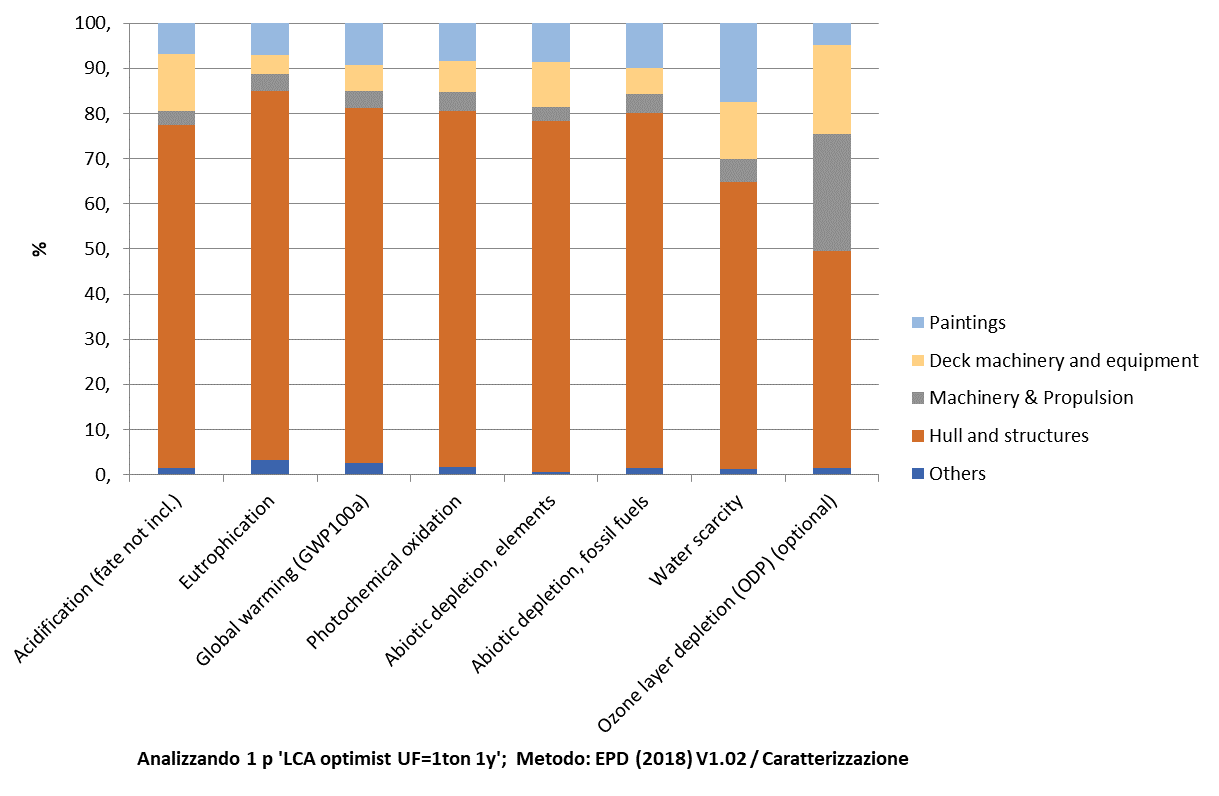 100,
90,
80,
70,
60,
50,
40,
30,
20,
10,
0,
%
Acidification (fate not incl.)
Eutrophication
Global warming (GWP100a)
Photochemical oxidation
Abiotic depletion, elements
Abiotic depletion, fossil fuels
Water scarcity
Ozone layer depletion (ODP) (optional)
Paintings
Deck machinery and equipment
Machinery & Propulsion
Hull and structures
Others
Analizzando 1 p 'LCA optimist UF=1ton 1y'; Metodo: EPD (2018) V1.02 / Caratterizzazione